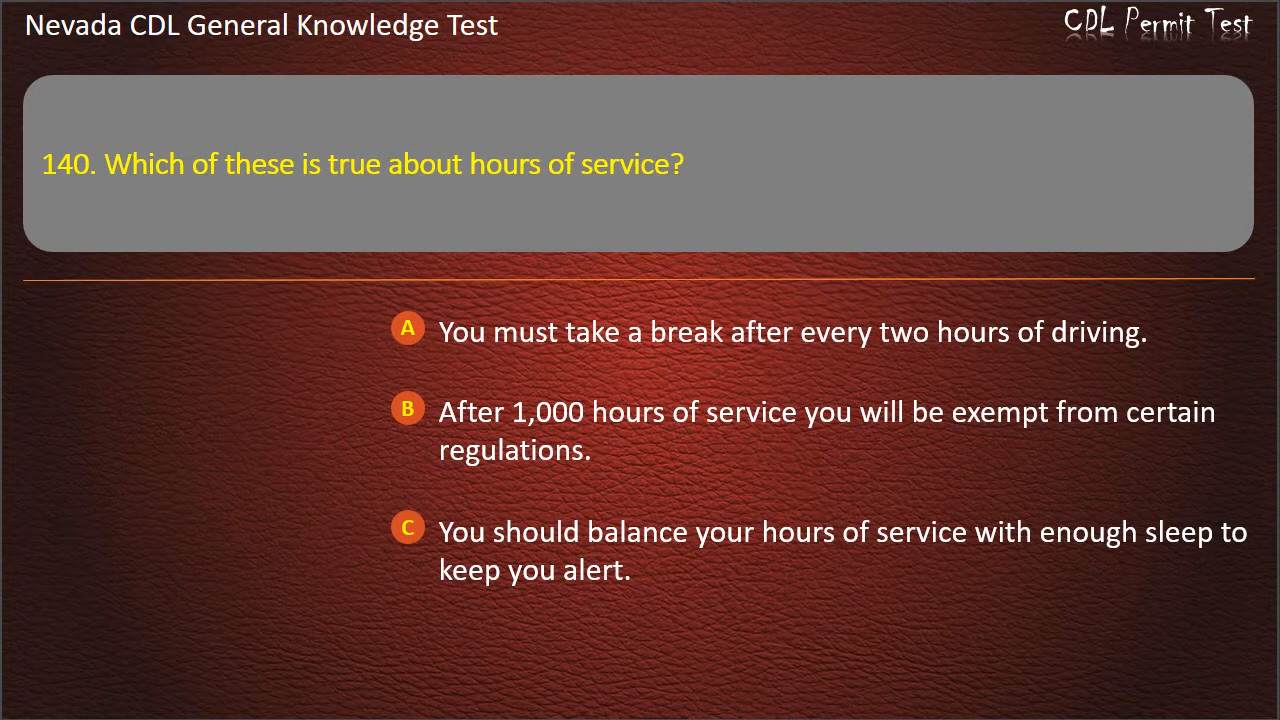 Nevada CDL General Knowledge Test
CDL Permit Test
140. Which of these is true about hours of service?
A You must take a break after every two hours of driving.
B After 1,000 hours of service you will be exempt from certain
regulations.
C You should balance your hours of service with enough sleep to
keep you alert.